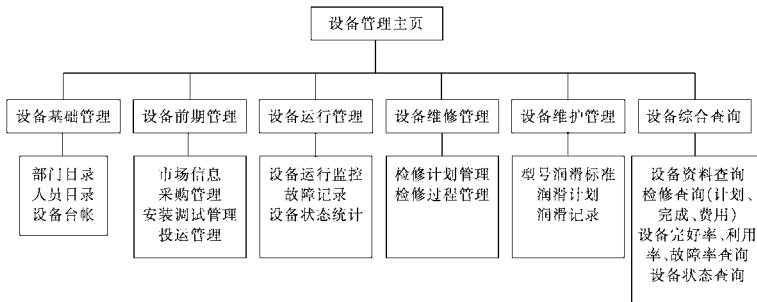 设备管理主页
设备基础管理
设备前期管理
设备运行管理
设备维修管理
设备维护管理
设备综合查询
部门目录
人员目录
设备台帐
市场信息
采购管理
安装调试管理
投运管理
设备运行监控
故障记录
设备状态统计
检修计划管理
检修过程管理
型号润滑标准
润滑计划
润滑记录
设备资料查询
检修查询(计划、
完成、费用)
设备完好率、利用
率、故障率查询
设备状态查询